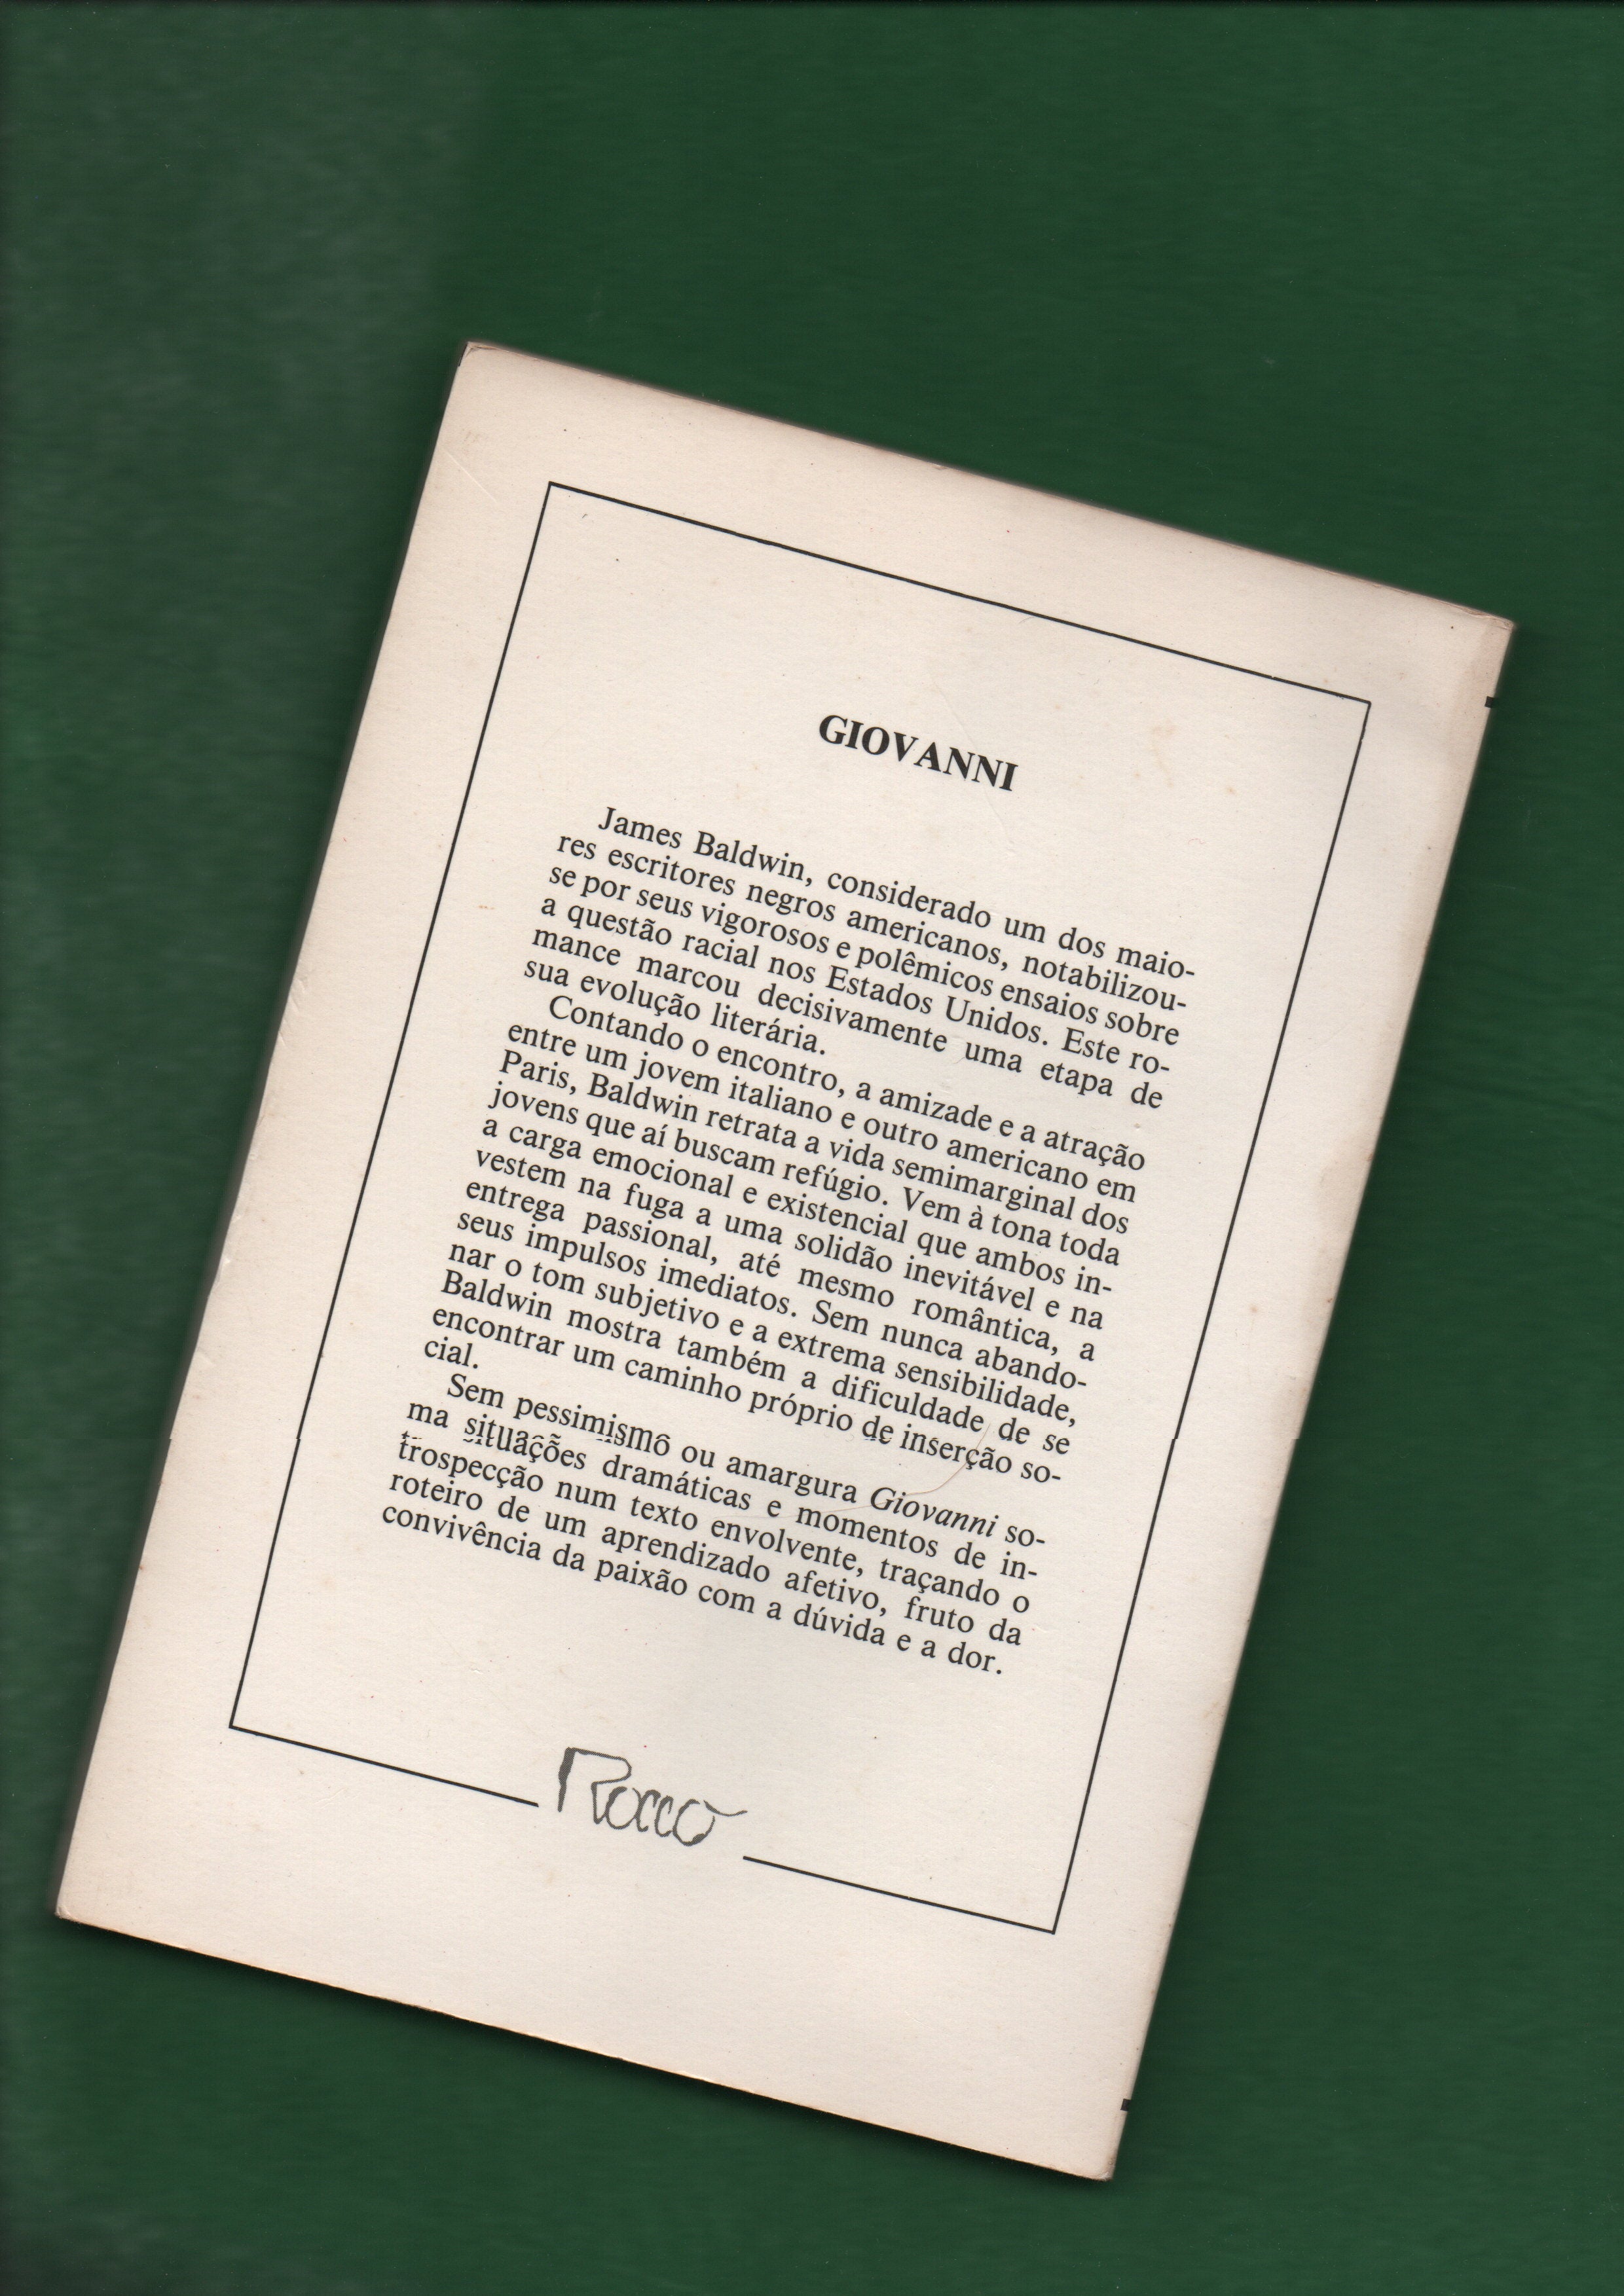 GIOVANNI
James Baldwin, considerado um dos maio-
res escritores negros americanos, notabilizou-
se por seus vigorosos e polêmicos ensaios sobre
a questão racial nos Estados Unidos. Este ro-
mance marcou decisivamente uma etapa de
sua evolução literária.
Contando o encontro, a amizade e a atração
entre um jovem italiano e outro americano em
Paris, Baldwin retrata a vida semimarginal dos
jovens que aí buscam refúgio. Vem à tona toda
a carga emocional e existencial que ambos in-
vestem na fuga a uma solidão inevitável e na
entrega passional, até mesmo romântica, a
seus impulsos imediatos. Sem nunca abando-
nar o tom subjetivo e a extrema sensibilidade,
Baldwin mostra também a dificuldade de se
encontrar um caminho próprio de inserção so-
cial.
Sem pessimismo ou amargura Giovanni so-
ma situações dramáticas e momentos de in-
trospecção num texto envolvente, traçando o
roteiro de um aprendizado afetivo, fruto da
convivência da paixão com a dúvida e a dor.
Rocco